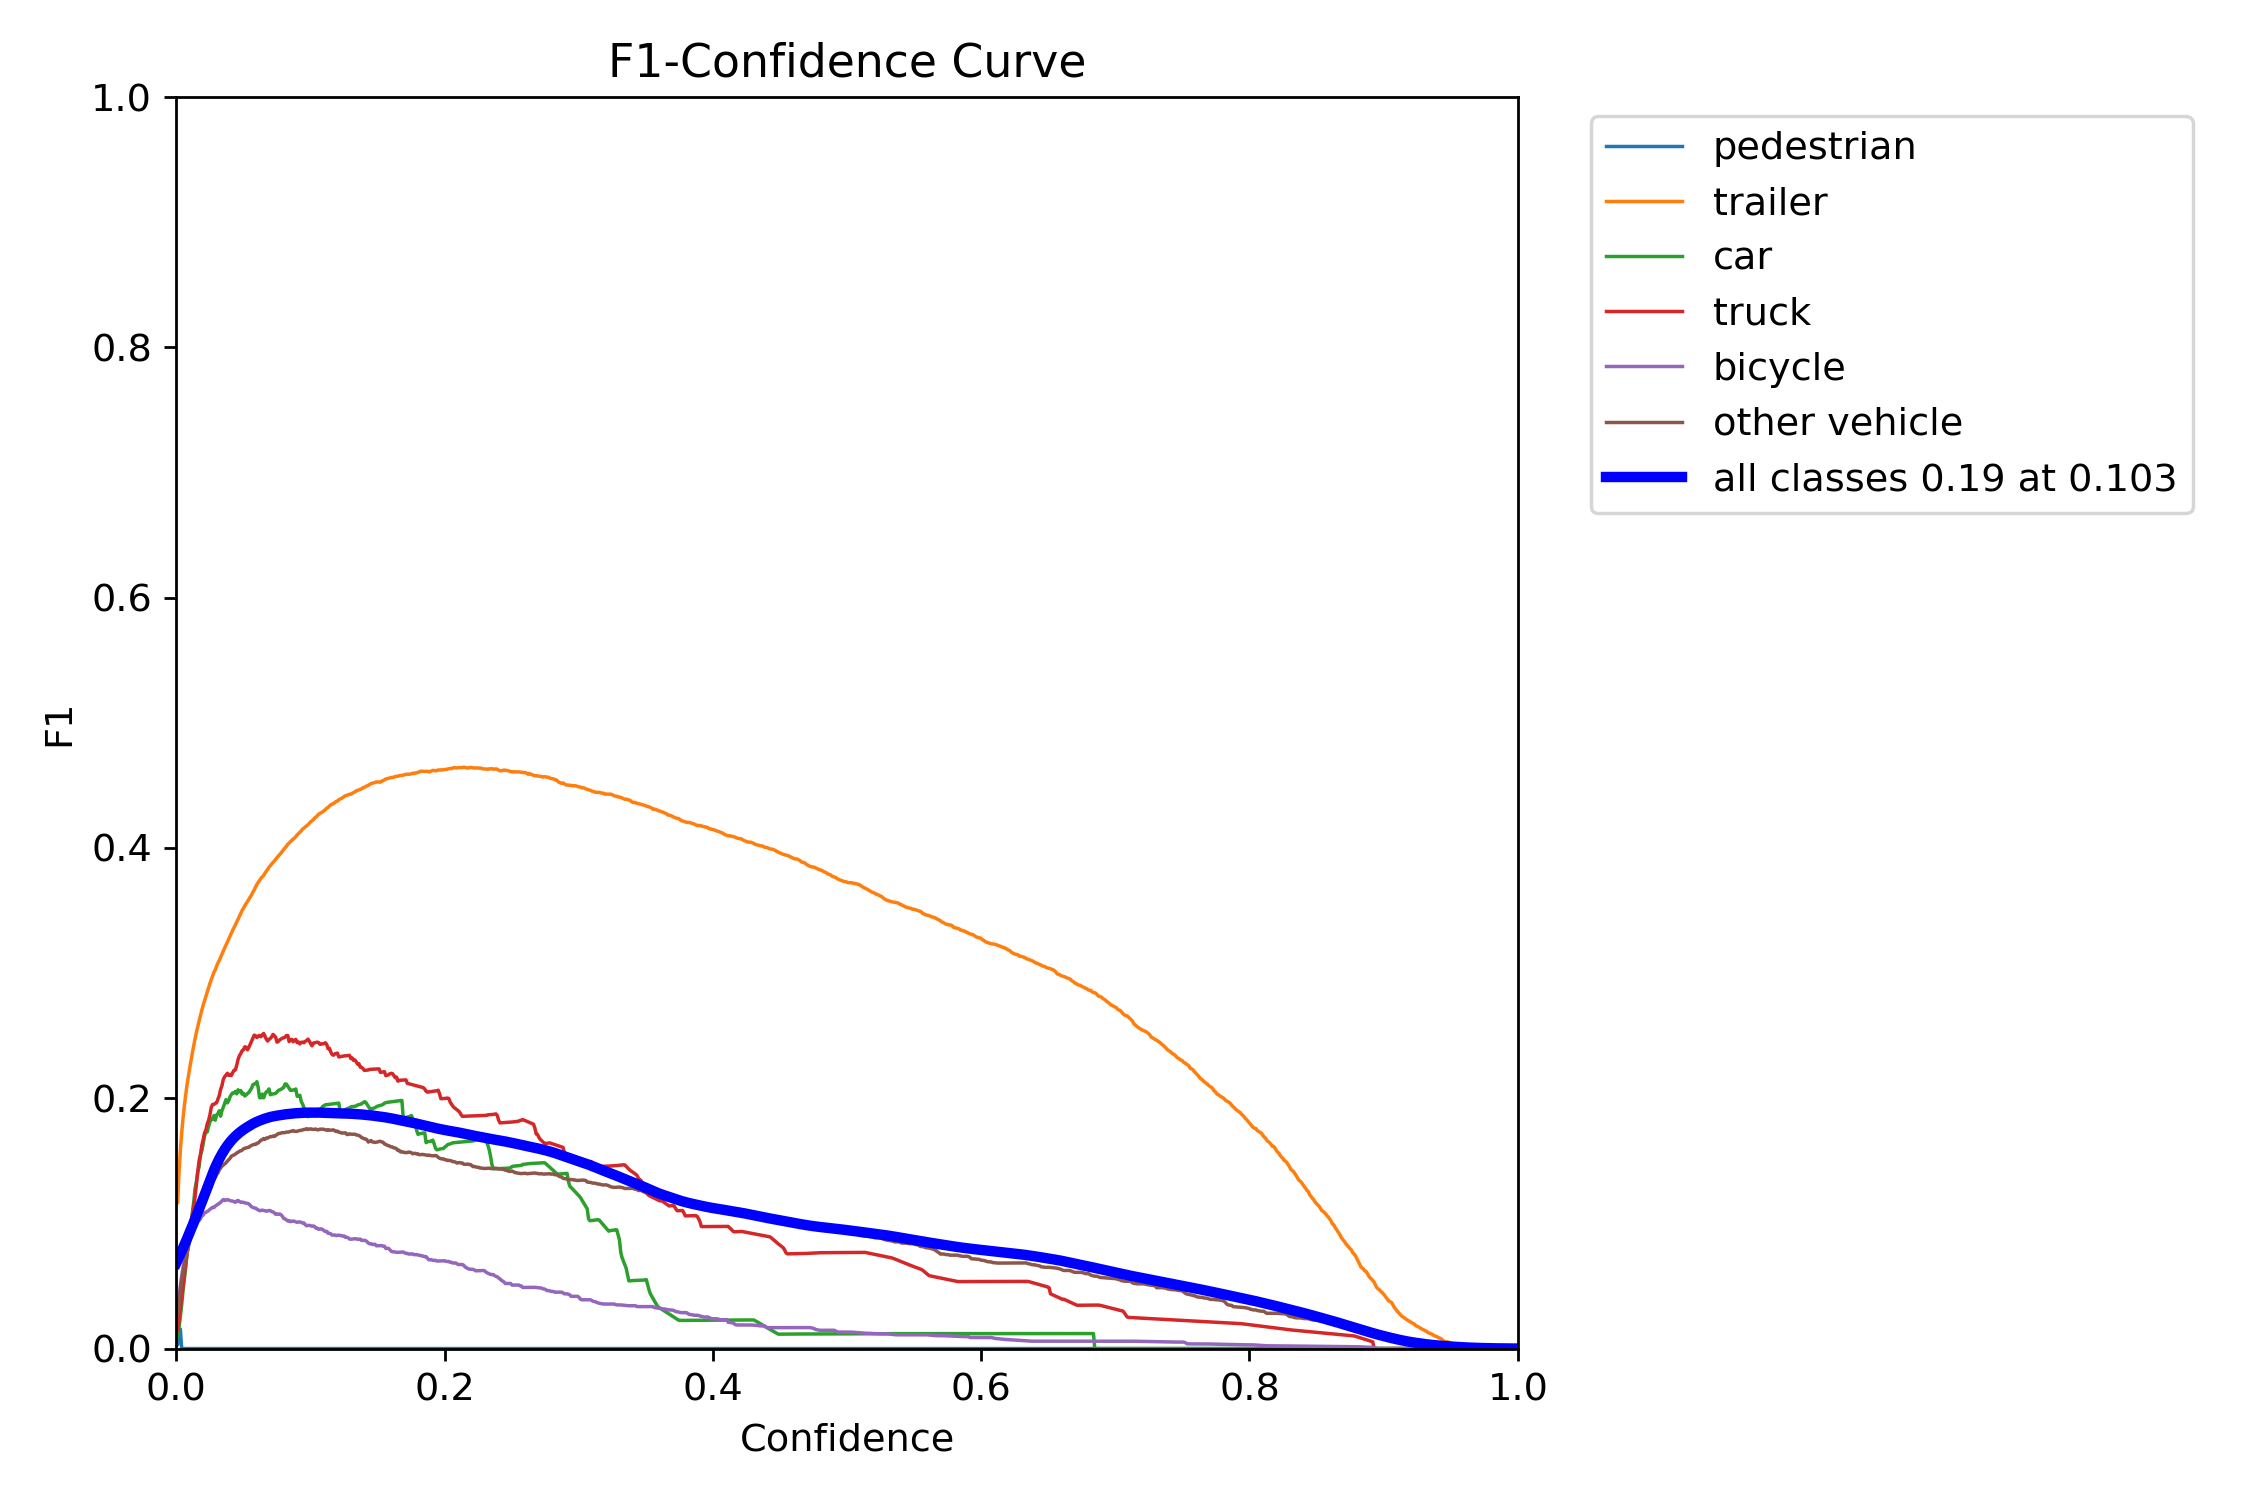 F1-Confidence Curve
1.0
0.8
0.6
0.4
0.2
0.0
F1
0.0 0.2 0.4 0.6 0.8 1.0
Confidence
pedestrian
trailer
car
truck
bicycle
other vehicle
all classes 0.19 at 0.103